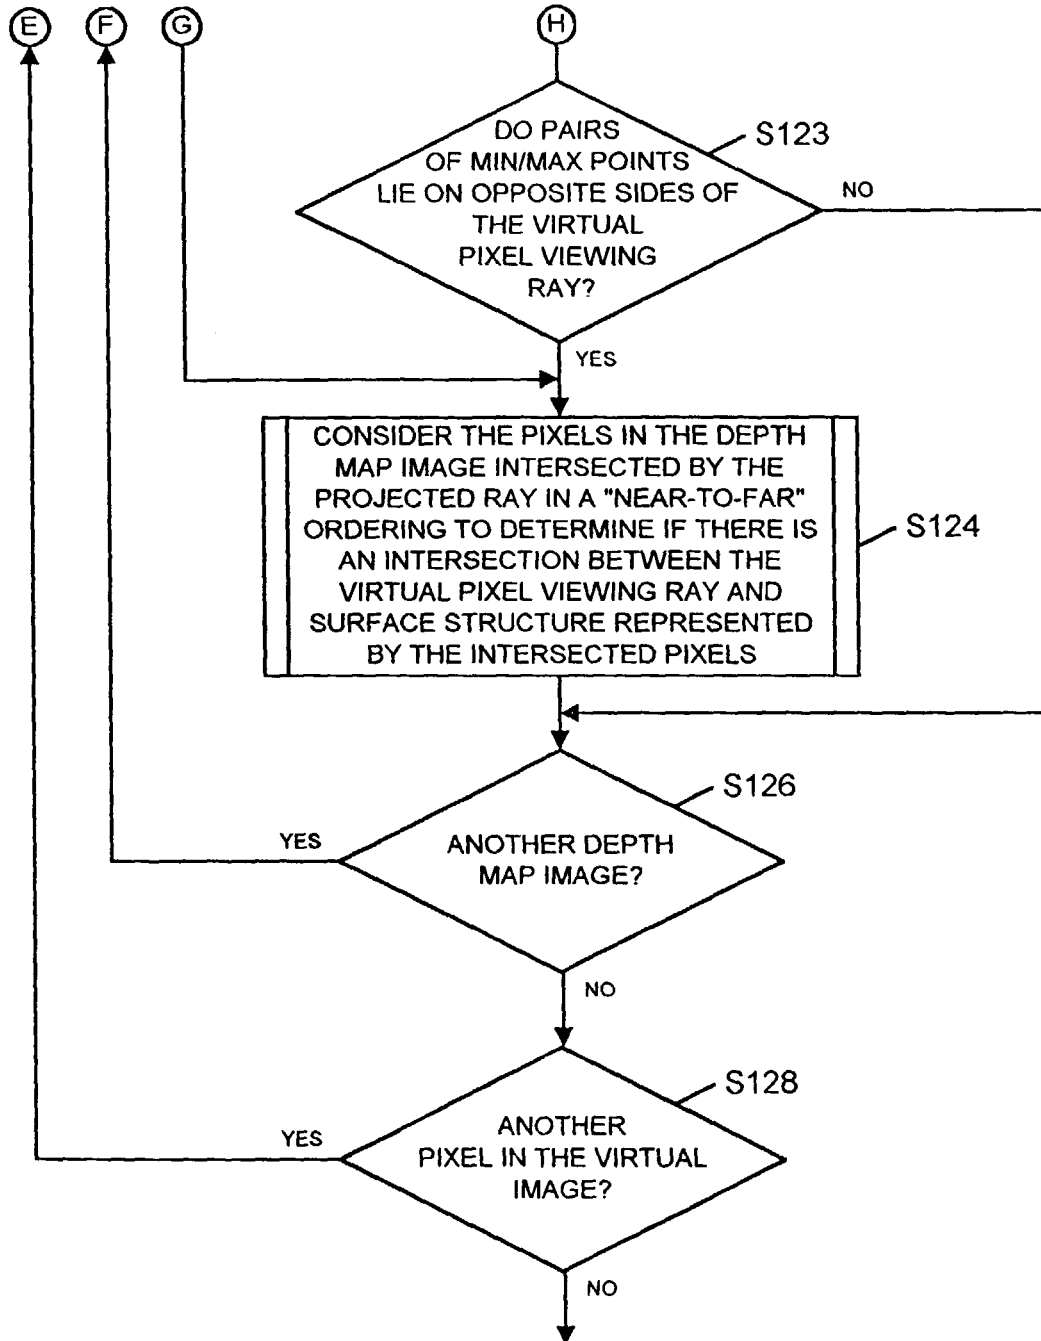 E F G H
DO PAIRS
OF MIN/MAX POINTS
LIE ON OPPOSITE SIDES OF
THE VIRTUAL
PIXEL VIEWING
RAY?
S123
NO
YES
CONSIDER THE PIXELS IN THE DEPTH
MAP IMAGE INTERSECTED BY THE
PROJECTED RAY IN A "NEAR-TO-FAR"
ORDERING TO DETERMINE IF THERE IS
AN INTERSECTION BETWEEN THE
VIRTUAL PIXEL VIEWING RAY AND
SURFACE STRUCTURE REPRESENTED
BY THE INTERSECTED PIXELS
S124
S126
YES
ANOTHER DEPTH
MAP IMAGE?
NO
S128
YES
ANOTHER
PIXEL IN THE VIRTUAL
IMAGE?
NO